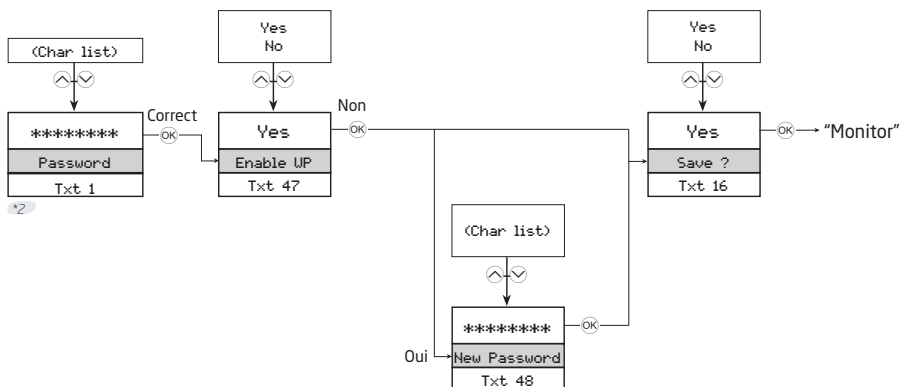 (Char list)
********
Password
Txt 1
*2
Correct
OK
Yes
No
Yes
Enable WP
Txt 47
Non
OK
Oui
(Char list)
********
New Password
Txt 48
OK
Yes
No
Yes
Save ?
Txt 16
OK
“Monitor”